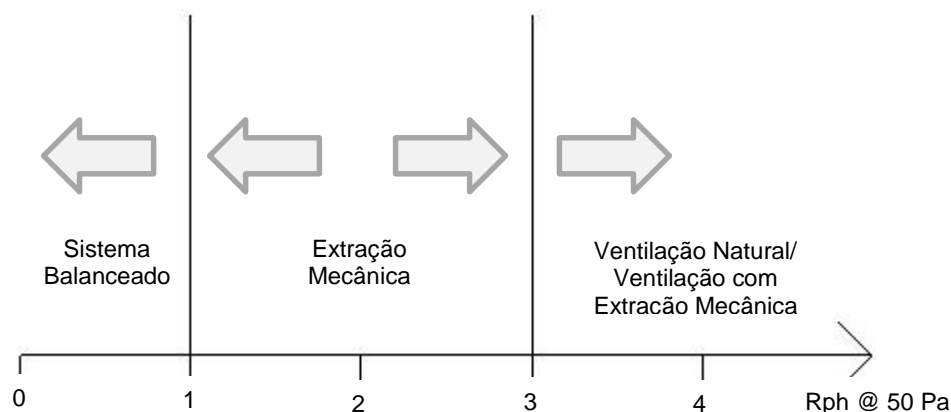 Sistema
Balanceado
Extração
Mecânica
Ventilação Natural/
Ventilação com
Extracão Mecânica
0
1
2
3
4
Rph @ 50 Pa